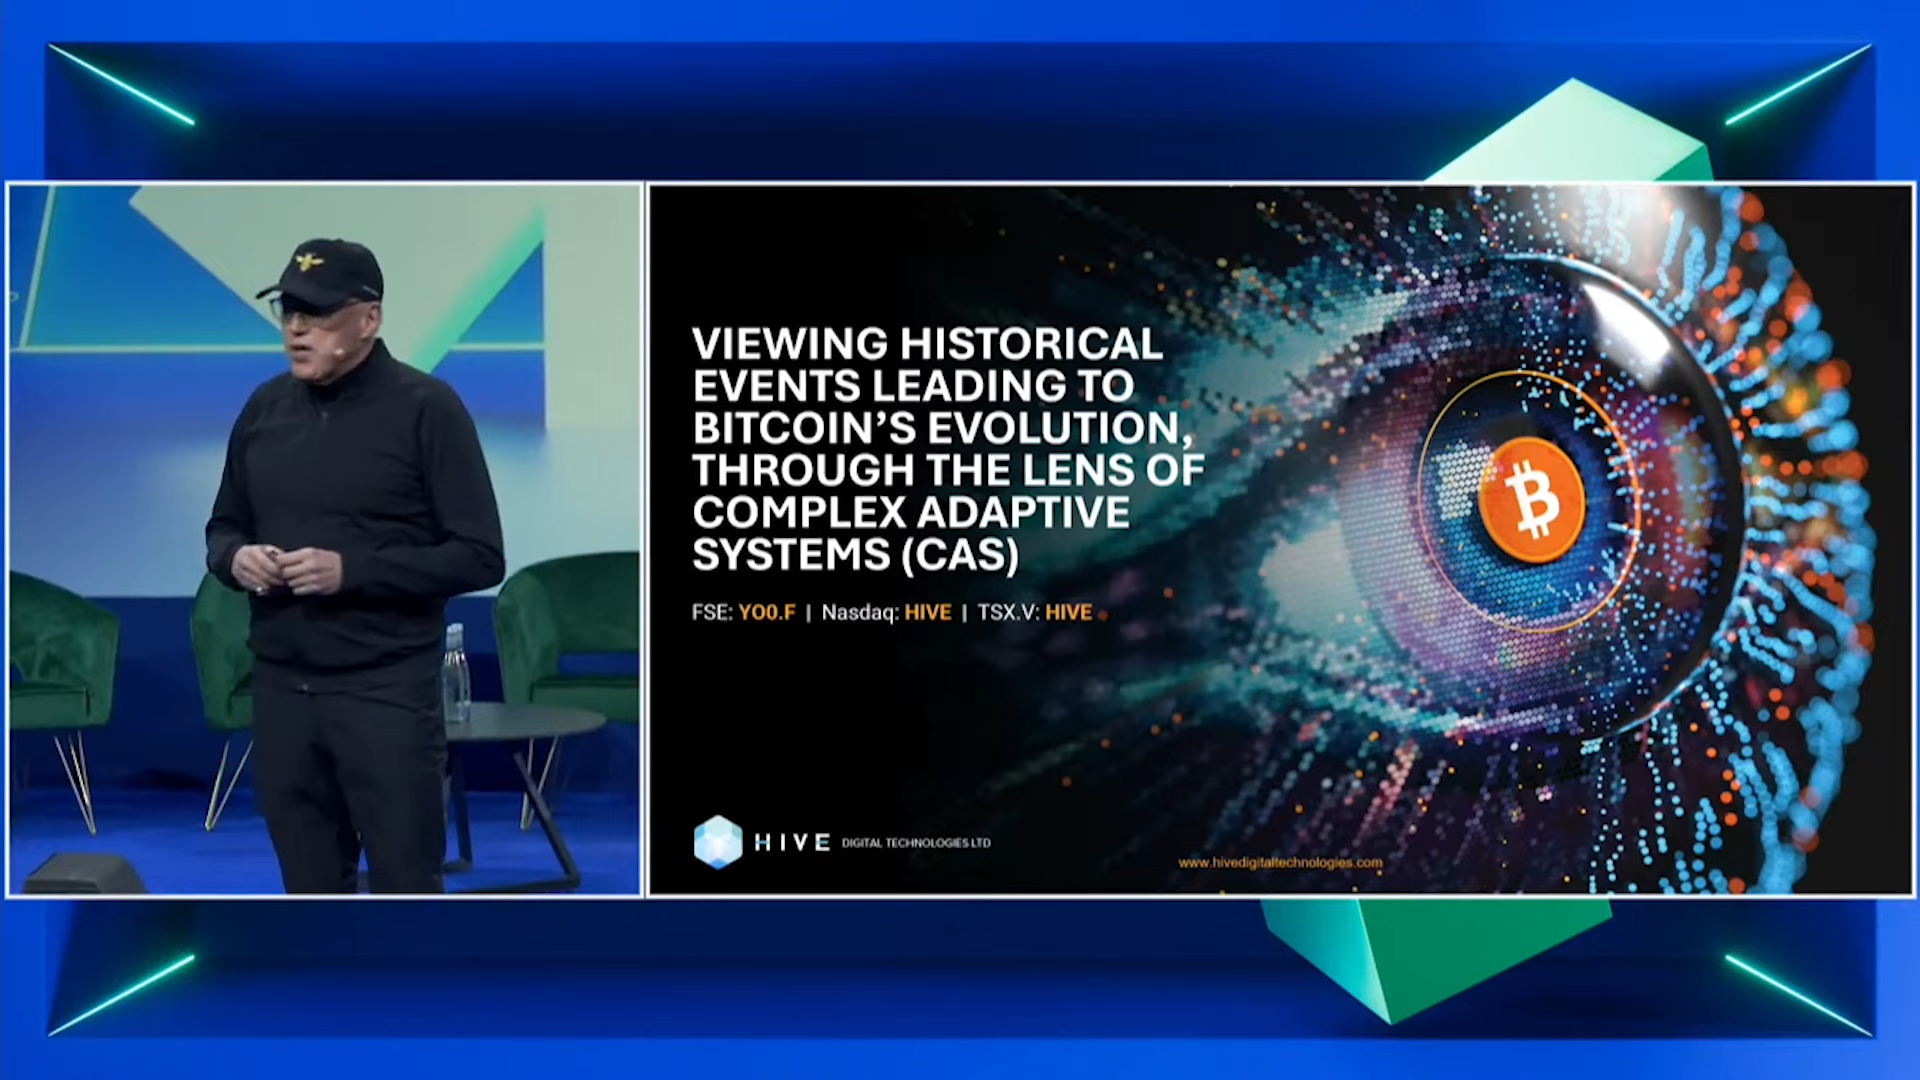 VIEWING HISTORICAL
EVENTS LEADING TO
BITCOIN’S EVOLUTION,
THROUGH THE LENS OF
COMPLEX ADAPTIVE
SYSTEMS (CAS)
FSE: YO0.F | Nasdaq: HIVE | TSX.V: HIVE
HIVE DIGITAL TECHNOLOGIES LTD
www.hivedigitaltechnologies.com